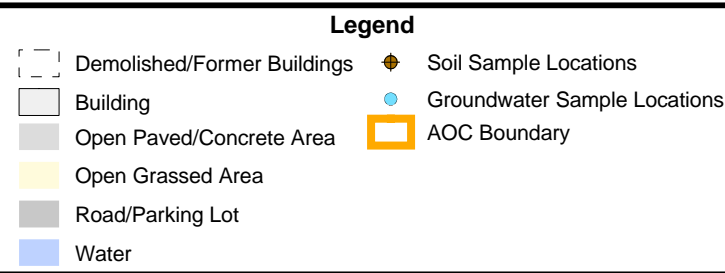 Legend
Demolished/Former Buildings
Building
Open Paved/Concrete Area
Open Grassed Area
Road/Parking Lot
Water
Soil Sample Locations
Groundwater Sample Locations
AOC Boundary